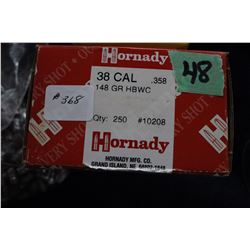 Hornady
48
38 CAL .358
148 GR HBWC
#368
Qty: 250 #10208
Hornady
HORNADY MFG. CO.
GRAND ISLAND, NE